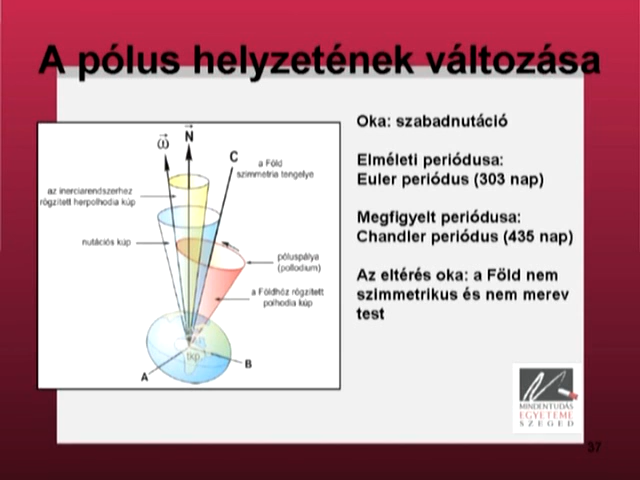 A pólus helyzetének változása
Oka: szabadnutáció
Elméleti periódusa:
Euler periódus (303 nap)
Megfigyelt periódusa:
Chandler periódus (435 nap)
Az eltérés oka: a Föld nem
szimmetrikus és nem merev
test
ω
N
C
a Föld
szimmetria tengelye
az inerciarendszerhez
rögzített herpolhodia kúp
nutációs kúp
póluspálya
(pollodium)
a Földhöz rögzített
polhodia kúp
tkp
A
B
MINDENTUDÁS
EGYETEME
SZEGED
37